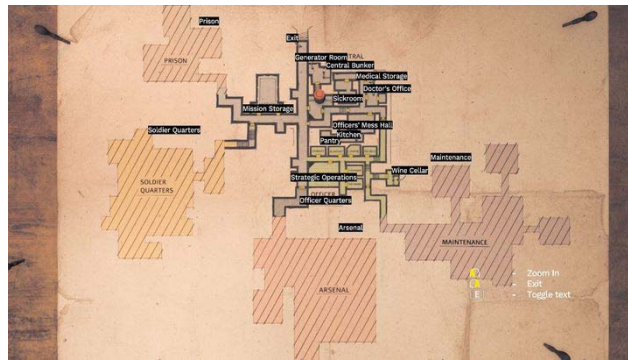 Prison
PRISON
Exit
Generator Room
TRAL
Central Bunker
Medical Storage
Doctor's Office
Sickroom
Mission Storage
Officers' Mess Hall
Kitchen
Pantry
Soldier Quarters
SOLDIER
QUARTERS
Maintenance
Wine Cellar
Strategic Operations
OFFICER
Officer Quarters
Arsenal
MAINTENANCE
ARSENAL
- Zoom In
- Exit
E - Toggle text